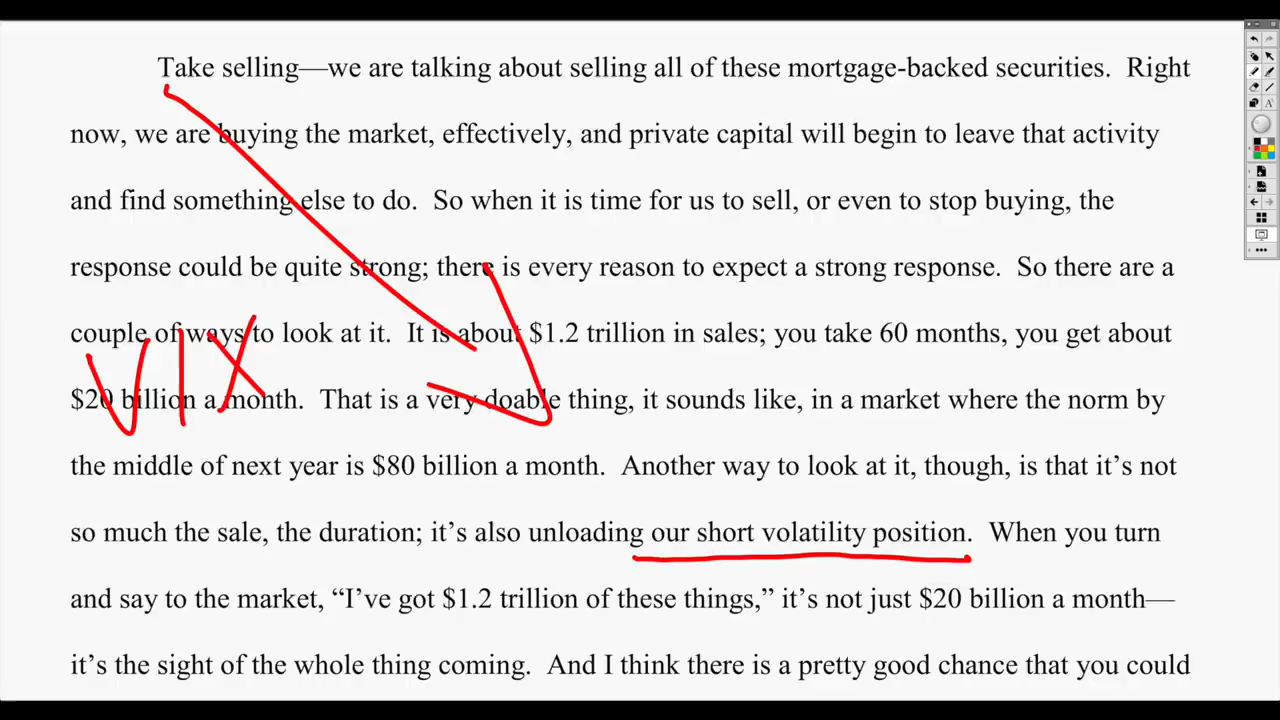 Take selling—we are talking about selling all of these mortgage-backed securities. Right
now, we are buying the market, effectively, and private capital will begin to leave that activity
and find something else to do. So when it is time for us to sell, or even to stop buying, the
response could be quite strong; there is every reason to expect a strong response. So there are a
couple of ways to look at it. It is about $1.2 trillion in sales; you take 60 months, you get about
VIX
$20 billion a month. That is a very doable thing, it sounds like, in a market where the norm by
the middle of next year is $80 billion a month. Another way to look at it, though, is that it’s not
so much the sale, the duration; it’s also unloading our short volatility position. When you turn
and say to the market, “I’ve got $1.2 trillion of these things,” it’s not just $20 billion a month—
it’s the sight of the whole thing coming. And I think there is a pretty good chance that you could